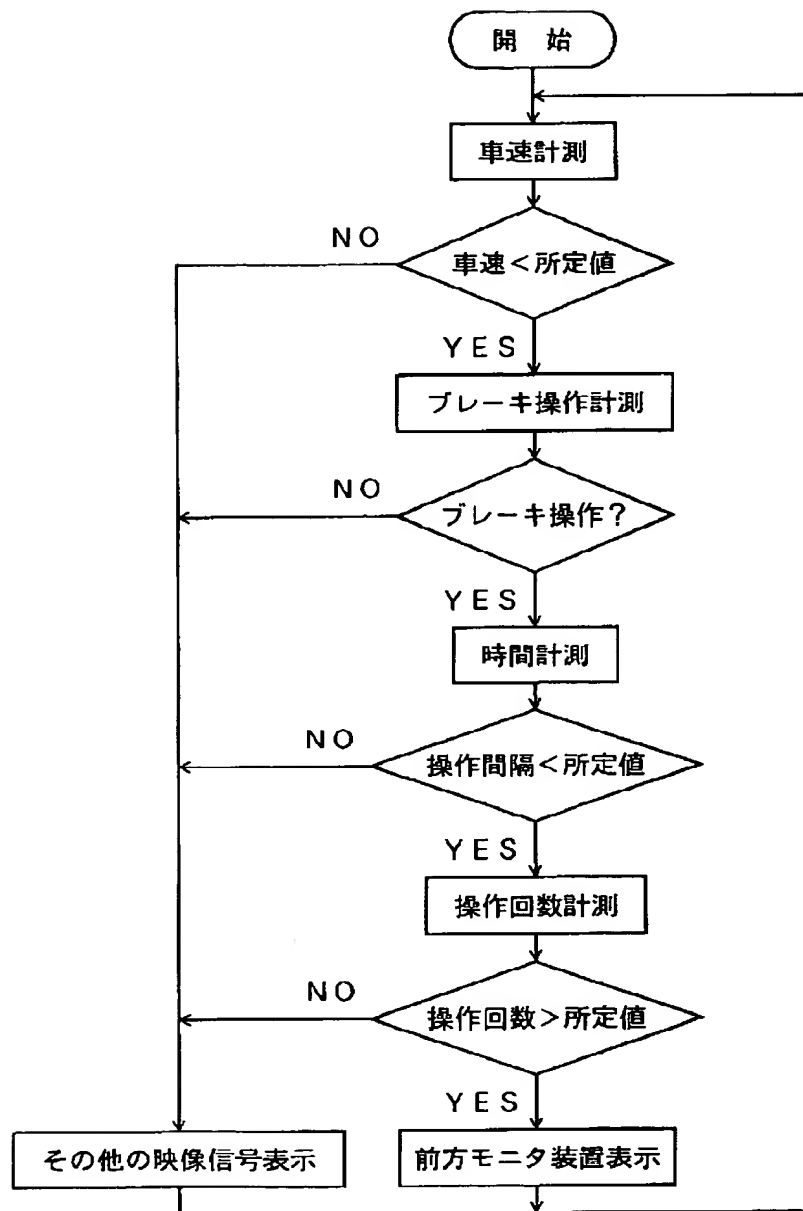 開 始
車速計測
NO
車速<所定値
YES
ブレーキ操作計測
NO
ブレーキ操作?
YES
時間計測
NO
操作間隔<所定値
YES
操作回数計測
NO
操作回数>所定値
YES
その他の映像信号表示
前方モニタ装置表示